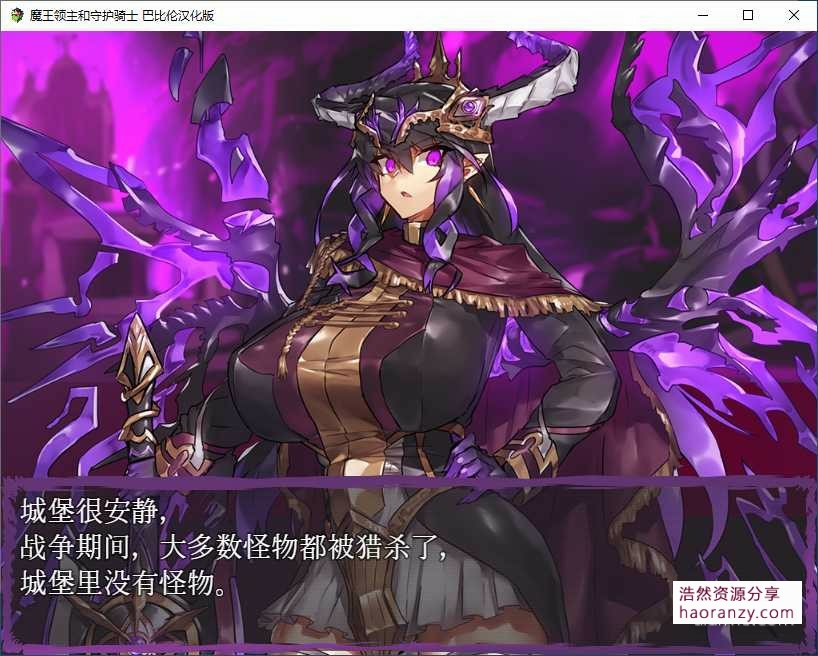 魔王领主和守护骑士 巴比伦汉化版
城堡很安静，
战争期间，大多数怪物都被猎杀了，
城堡里没有怪物。
浩然资源分享
haoranzy.com